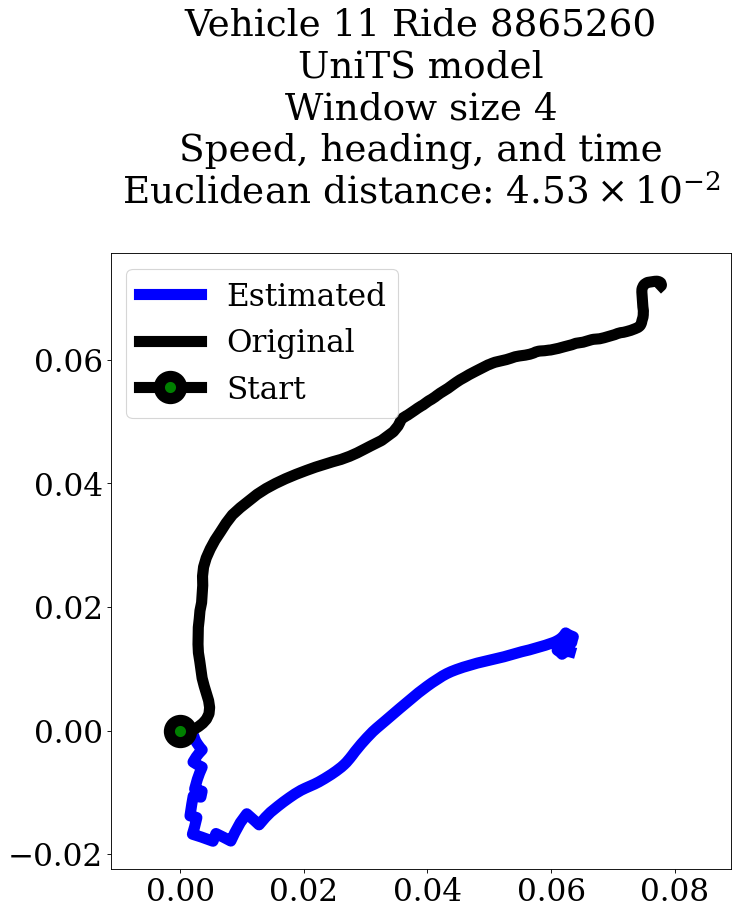 Vehicle 11 Ride 8865260
UniTS model
Window size 4
Speed, heading, and time
Euclidean distance: 4.53 × 10⁻²
Estimated
Original
Start
0.06
0.04
0.02
0.00
−0.02
0.00 0.02 0.04 0.06 0.08